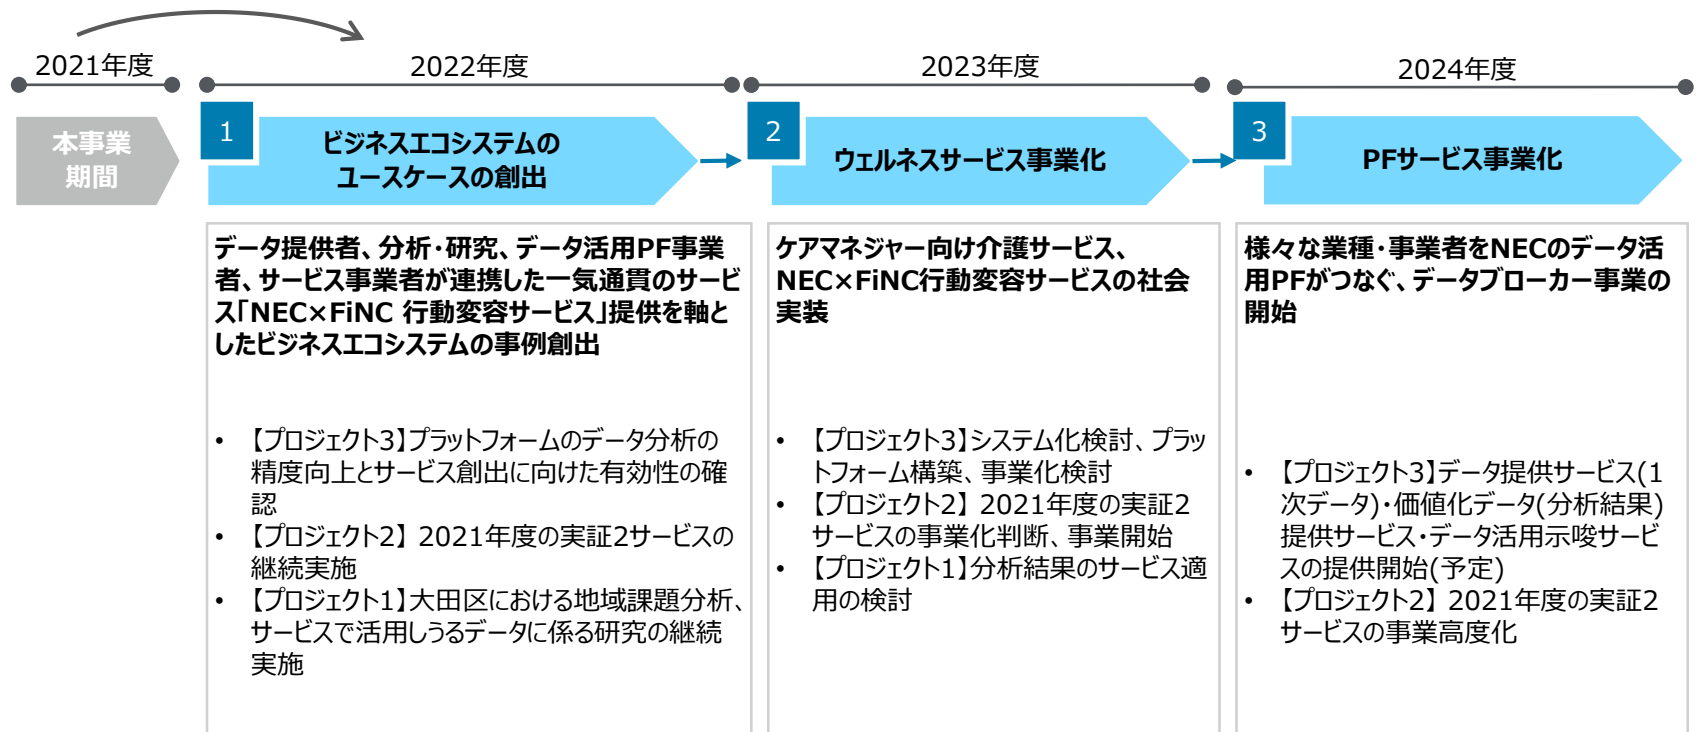 2021年度
2022年度
2023年度
2024年度
本事業
期間
1
ビジネスエコシステムの
ユースケースの創出
2
ウェルネスサービス事業化
3
PFサービス事業化
データ提供者、分析・研究、データ活用PF事業
者、サービス事業者が連携した一気通貫のサービ
ス「NEC×FiNC 行動変容サービス」提供を軸と
したビジネスエコシステムの事例創出
• 【プロジェクト3】プラットフォームのデータ分析の
精度向上とサービス創出に向けた有効性の確
認
• 【プロジェクト2】 2021年度の実証2サービスの
継続実施
• 【プロジェクト1】大田区における地域課題分析、
サービスで活用しうるデータに係る研究の継続
実施
ケアマネジャー向け介護サービス、
NEC×FiNC行動変容サービスの社会
実装
• 【プロジェクト3】システム化検討、プラッ
トフォーム構築、事業化検討
• 【プロジェクト2】 2021年度の実証2
サービスの事業化判断、事業開始
• 【プロジェクト1】分析結果のサービス適
用の検討
様々な業種・事業者をNECのデータ活
用PFがつなぐ、データブローカー事業の
開始
• 【プロジェクト3】データ提供サービス(1
次データ)・価値化データ(分析結果)
提供サービス・データ活用示唆サービ
スの提供開始(予定)
• 【プロジェクト2】 2021年度の実証2
サービスの事業高度化